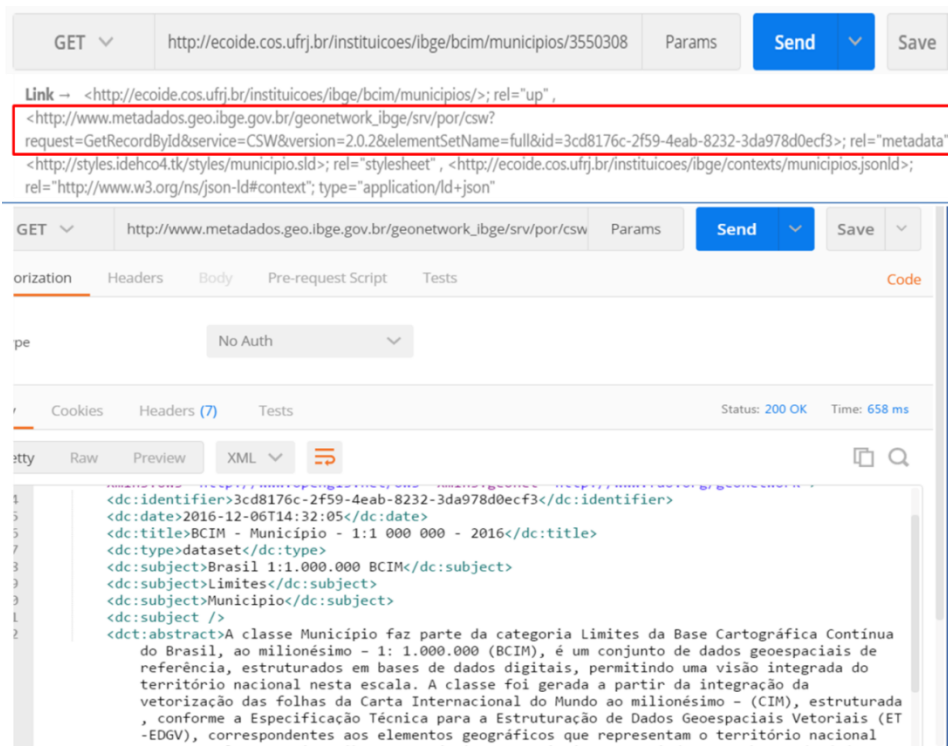 GET http://ecoide.cos.ufrj.br/instituicoes/ibge/bcim/municipios/3550308 Params Send Save
Link → <http://ecoide.cos.ufrj.br/instituicoes/ibge/bcim/municipios/>; rel="up" ,
<http://www.metadados.geo.ibge.gov.br/geonetwork_ibge/srv/por/csw?
request=GetRecordById&service=CSW&version=2.0.2&elementSetName=full&id=3cd8176c-2f59-4eab-8232-3da978d0ecf3>; rel="metadata"
<http://styles.idehco4.tk/styles/municipio.sld>; rel="stylesheet" , <http://ecoide.cos.ufrj.br/instituicoes/ibge/contexts/municipios.jsonld>;
rel="http://www.w3.org/ns/json-ld#context"; type="application/ld+json"
GET http://www.metadados.geo.ibge.gov.br/geonetwork_ibge/srv/por/csw Params Send Save
orization Headers Body Pre-request Script Tests Code
pe No Auth
Cookies Headers (7) Tests Status: 200 OK Time: 658 ms
etty Raw Preview XML
4 <dc:identifier>3cd8176c-2f59-4eab-8232-3da978d0ecf3</dc:identifier>
5 <dc:date>2016-12-06T14:32:05</dc:date>
6 <dc:title>BCIM - Município - 1:1 000 000 - 2016</dc:title>
7 <dc:type>dataset</dc:type>
8 <dc:subject>Brasil 1:1.000.000 BCIM</dc:subject>
9 <dc:subject>Limites</dc:subject>
0 <dc:subject>Municipio</dc:subject>
1 <dc:subject />
2 <dct:abstract>A classe Município faz parte da categoria Limites da Base Cartográfica Contínua
do Brasil, ao milionésimo – 1: 1.000.000 (BCIM), é um conjunto de dados geoespaciais de
referência, estruturados em bases de dados digitais, permitindo uma visão integrada do
território nacional nesta escala. A classe foi gerada a partir da integração da
vetorização das folhas da Carta Internacional do Mundo ao milionésimo – (CIM), estruturada
, conforme a Especificação Técnica para a Estruturação de Dados Geoespaciais Vetoriais (ET
-EDGV), correspondentes aos elementos geográficos que representam o território nacional